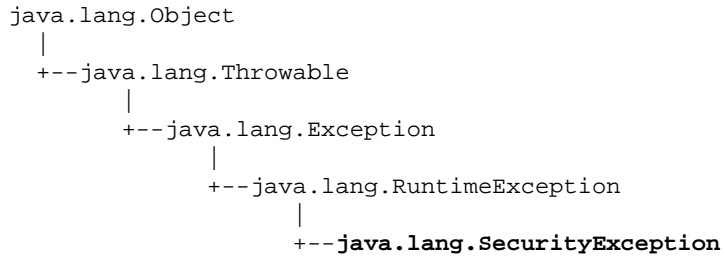 java.lang.Object
|
+--java.lang.Throwable
|
+--java.lang.Exception
|
+--java.lang.RuntimeException
|
+--java.lang.SecurityException